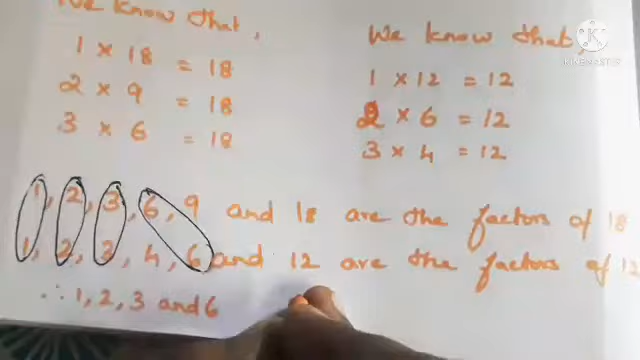 We know that,
1 × 18 = 18
2 × 9 = 18
3 × 6 = 18
We know that,
1 × 12 = 12
2 × 6 = 12
3 × 4 = 12
1, 2, 3, 6, 9 and 18 are the factors of 18
1, 2, 3, 4, 6 and 12 are the factors of 12
∴ 1, 2, 3 and 6
KINEMASTER